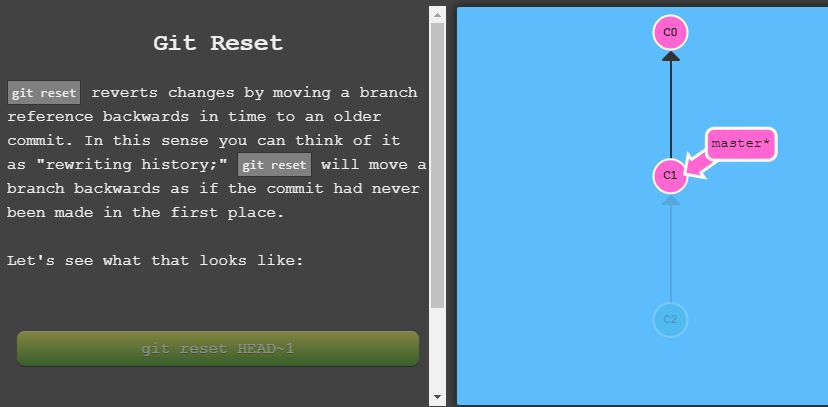 Git Reset
git reset reverts changes by moving a branch
reference backwards in time to an older
commit. In this sense you can think of it
as "rewriting history;" git reset will move a
branch backwards as if the commit had never
been made in the first place.
Let's see what that looks like:
git reset HEAD~1
C0
master*
C1
C2